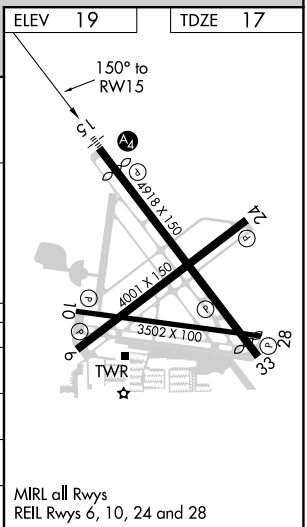 ELEV 19
TDZE 17
150° to
RW15
15
A4
P
4918 X 150
24
P
P
4001 X 150
P
10
P
3502 X 100
6
28
P
33
TWR
MIRL all Rwys
REIL Rwys 6, 10, 24 and 28